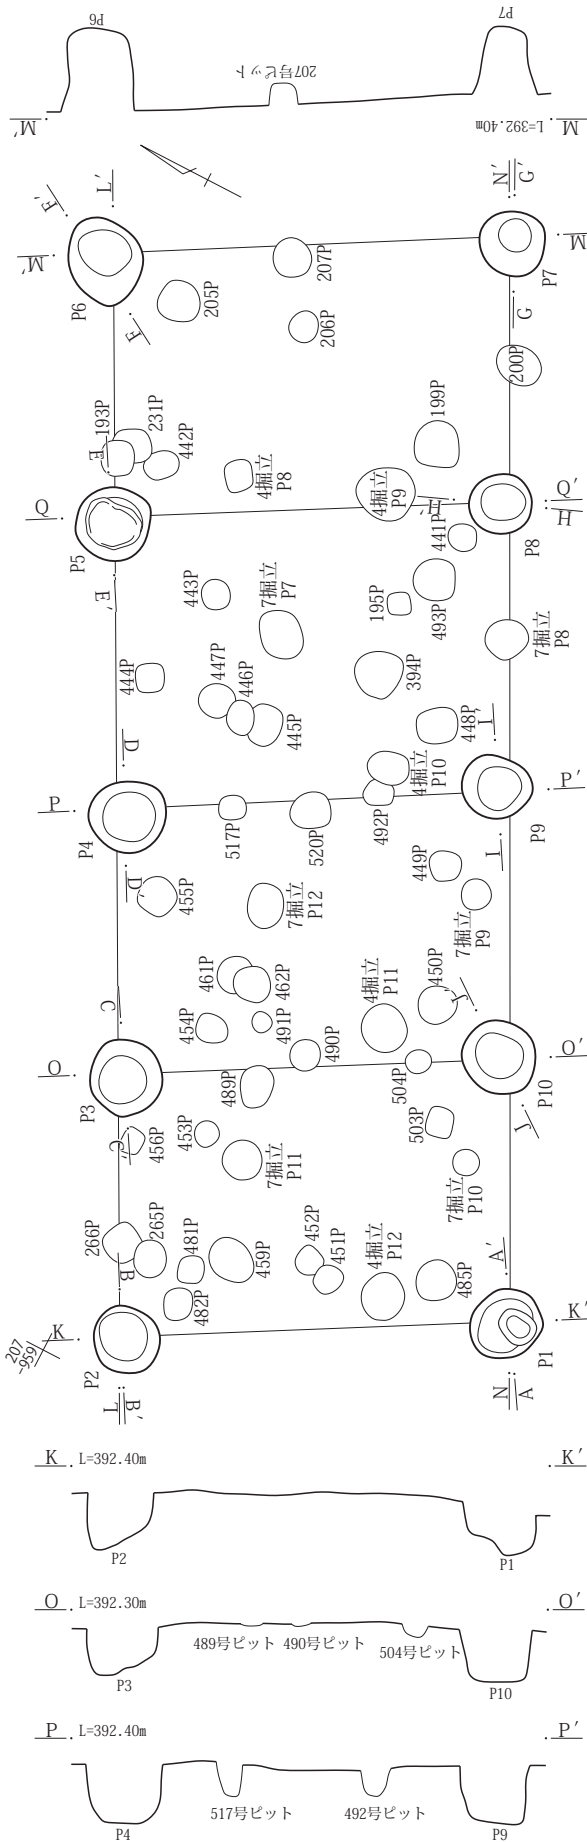 P6
P7
207号ピット
M'
L=392.40m
M
F'
L'
N'
G'
M'
M
P6
207P
P7
205P
F
206P
G
200P
193P
231P
442P
199P
E
4掘立
P8
4掘立
P9
Q
H'
Q'
H
P5
441P
P8
443P
7掘立
P7
195P
493P
7掘立
P8
E'
444P
447P
446P
445P
394P
448P
I'
D
4掘立
P10
P
P'
P4
517P
520P
492P
P9
I
D'
455P
7掘立
P12
449P
7掘立
P9
461P
462P
C
454P
491P
490P
4掘立
P11
450P
J'
O
O'
P3
489P
504P
P10
C'
456P
453P
7掘立
P11
503P
7掘立
P10
J
266P
265P
481P
459P
452P
451P
4掘立
P12
485P
A'
B
482P
K
K'
207
-959
P2
P1
L
B'
N
A
K L=392.40m K'
P2
P1
O L=392.30m O'
489号ピット 490号ピット 504号ピット
P3
P10
P L=392.40m P'
517号ピット 492号ピット
P4
P9